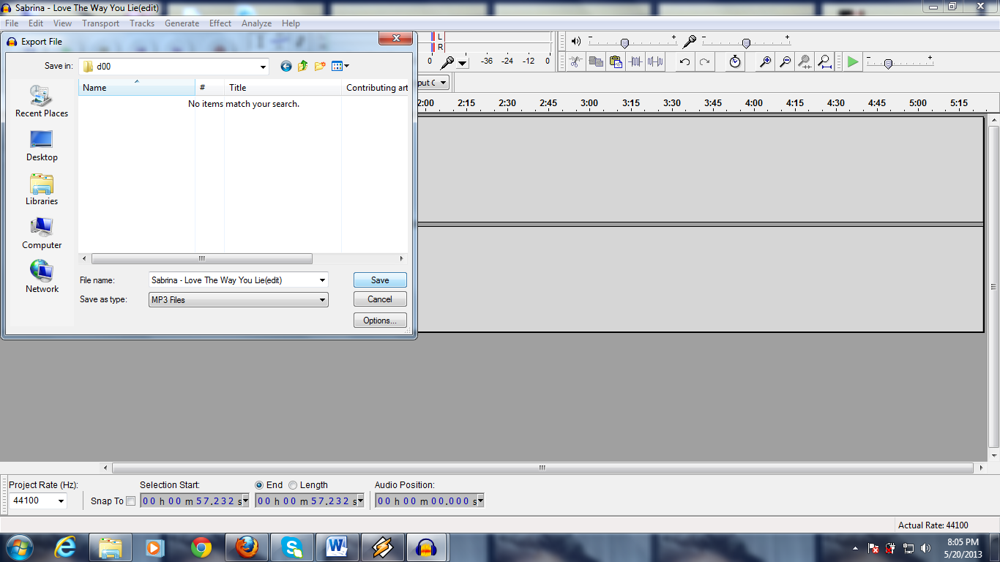 Sabrina - Love The Way You Lie(edit)
File Edit View Transport Tracks Generate Effect Analyze Help
Export File
Save in: d00
Name # Title Contributing art
No items match your search.
Recent Places
Desktop
Libraries
Computer
Network
File name: Sabrina - Love The Way You Lie(edit) Save
Save as type: MP3 Files Cancel
Options...
L
R
0 -36 -24 -12 0
- + - +
- +
put C
2:00 2:15 2:30 2:45 3:00 3:15 3:30 3:45 4:00 4:15 4:30 4:45 5:00 5:15
Project Rate (Hz): Selection Start: End Length Audio Position:
44100 Snap To 00 h 00 m 57.232 s 00 h 00 m 57.232 s 00 h 00 m 00.000 s
Actual Rate: 44100
8:05 PM
5/20/2013